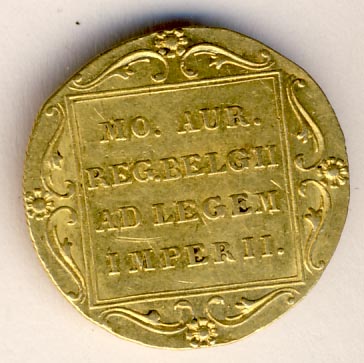 MO. AUR.
REG.BELGII
AD LEGEM
IMPERII.